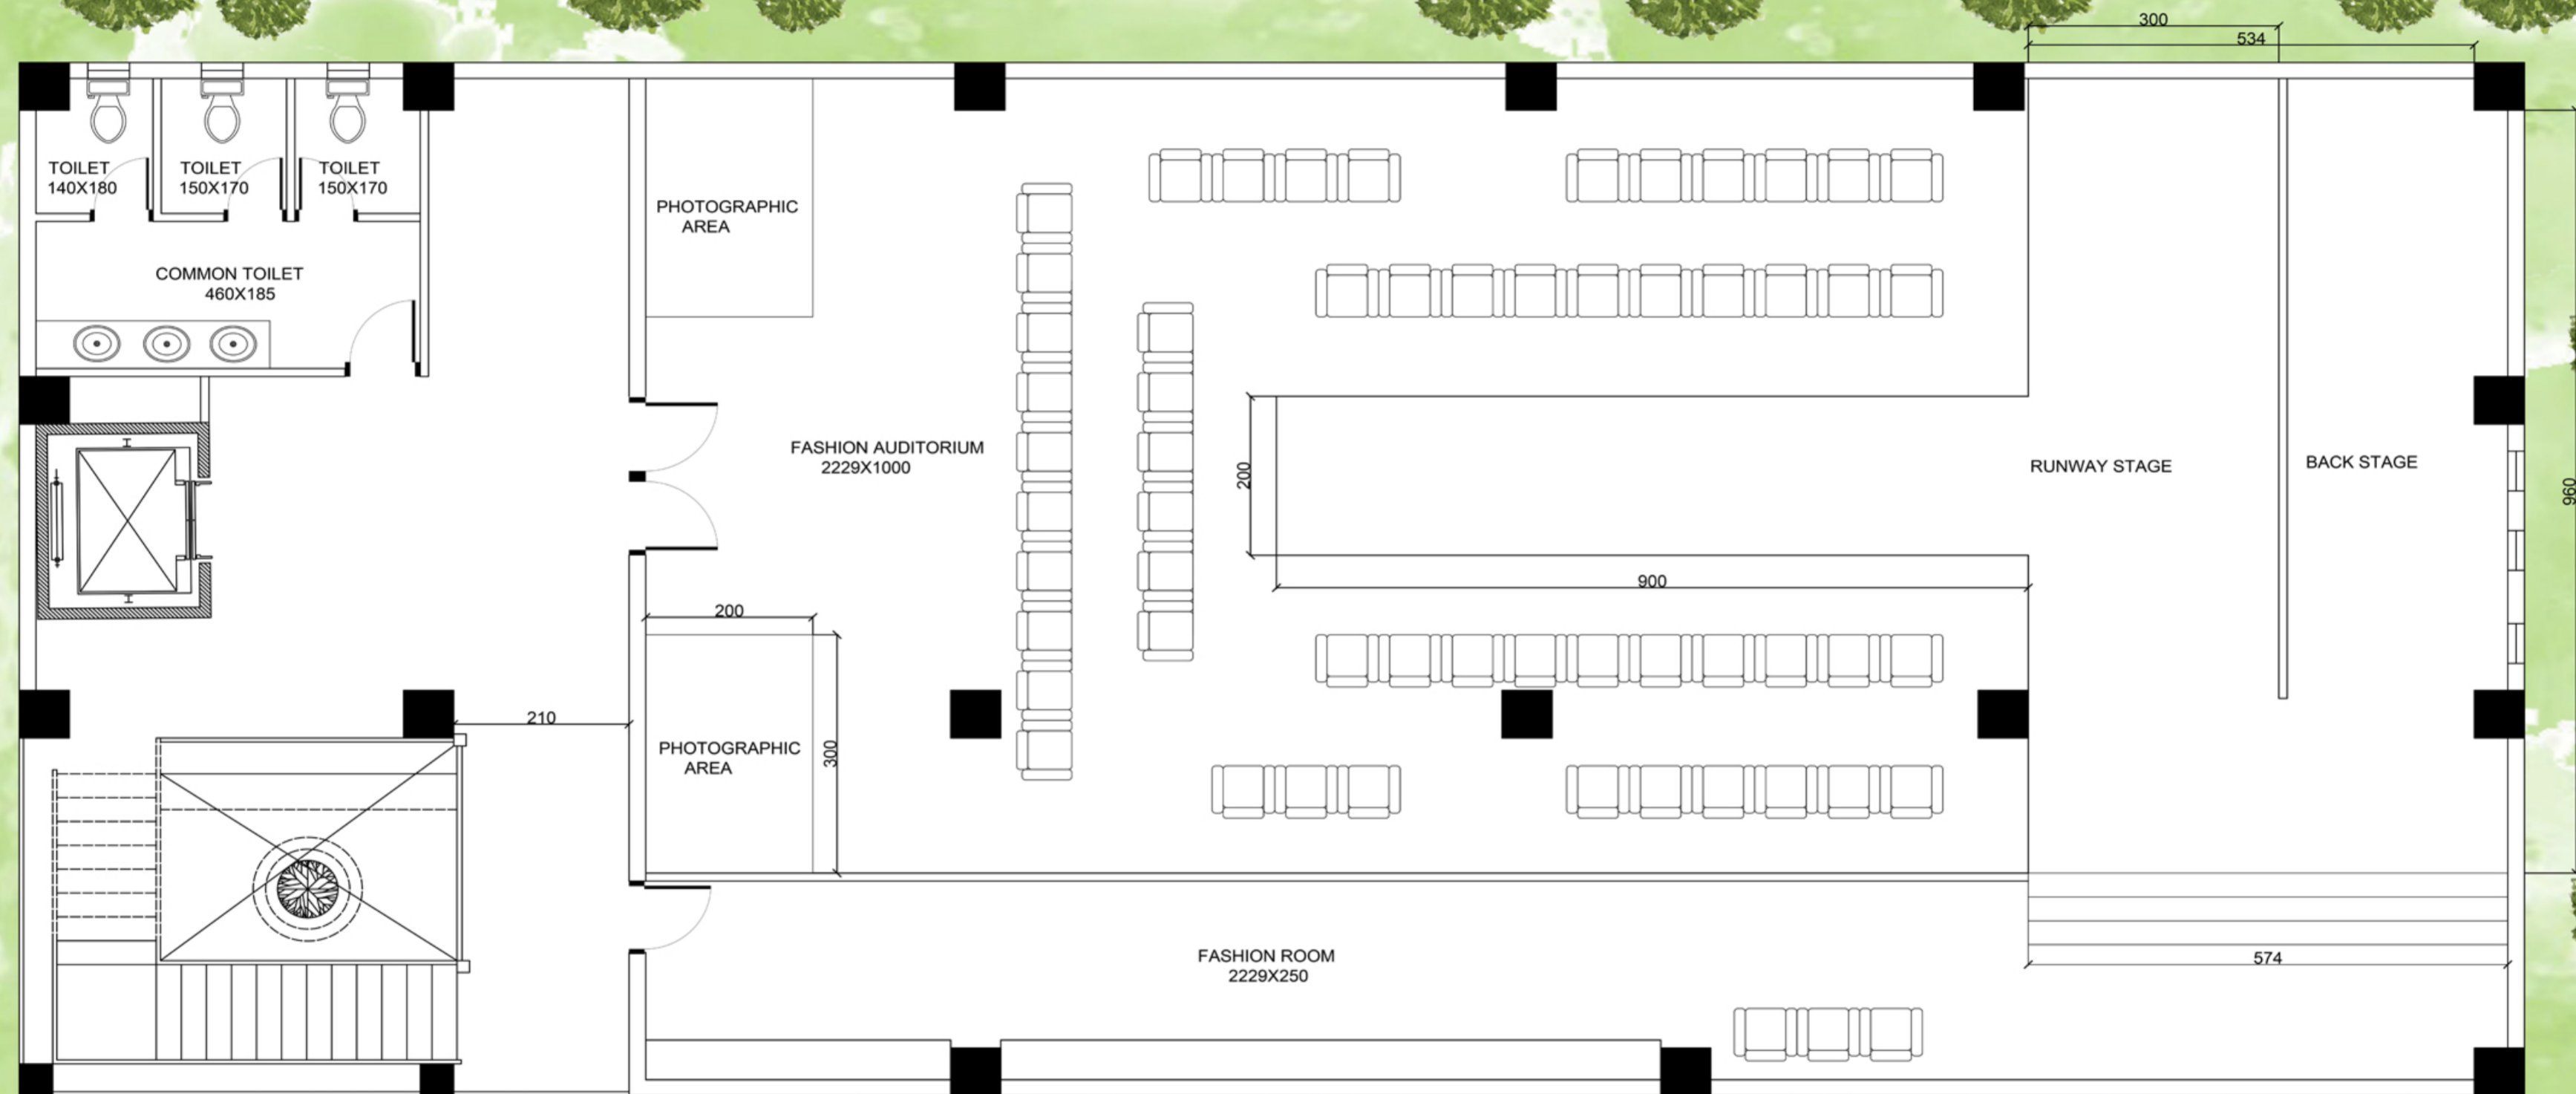 300
534
TOILET
140X180
TOILET
150X170
TOILET
150X170
PHOTOGRAPHIC
AREA
COMMON TOILET
460X185
FASHION AUDITORIUM
2229X1000
200
RUNWAY STAGE
BACK STAGE
960
900
200
210
PHOTOGRAPHIC
AREA
300
FASHION ROOM
2229X250
574